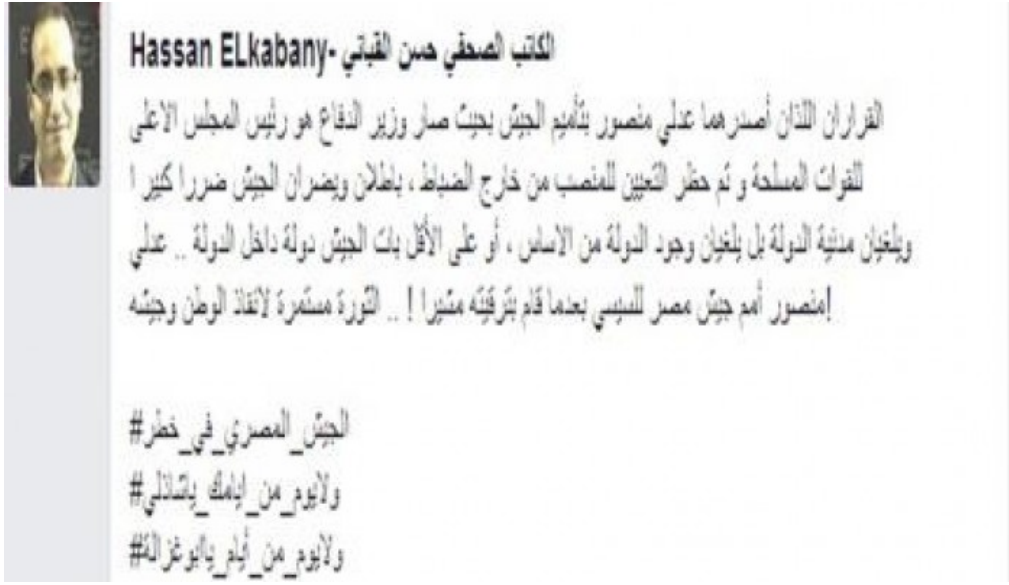 Hassan ELkabany- الكاتب الصحفي حسن القباني
القراران اللذان أصدرهما عدلي منصور بتأميم الجيش بحيث صار وزير الدفاع هو رئيس المجلس الاعلى
للقوات المسلحة و تم حظر التعيين للمنصب من خارج الضباط ، باطلان ويضران الجيش ضررا كبير ا
ويلغيان مدنية الدولة بل يلغيان وجود الدولة من الاساس ، أو على الأقل بات الجيش دولة داخل الدولة .. عدلي
منصور أمم جيش مصر للسيسي بعدما قام بترقيته مشيرا ! .. الثورة مستمرة لانقاذ الوطن وجيشه!
#الجيش_المصري_في_خطر
#ولايوم_من_ايامك_ياشاذلي
#ولايوم_من_أيام_ياابوغزالة